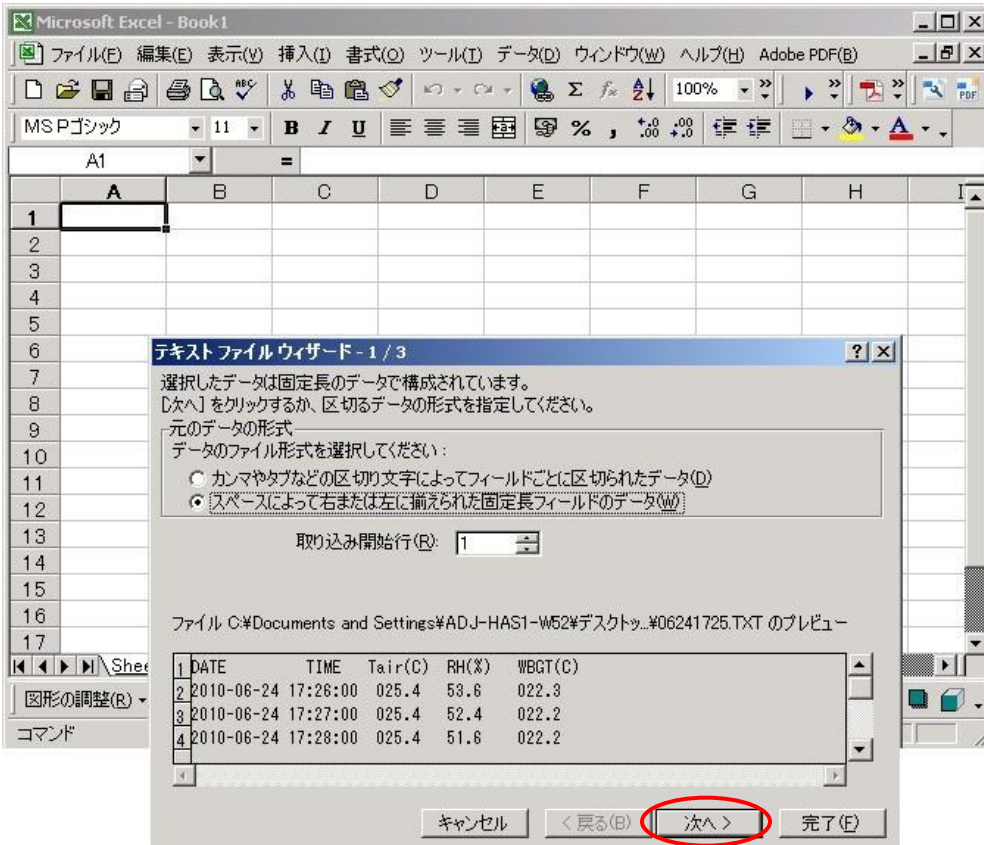 Microsoft Excel - Book1
ファイル(F) 編集(E) 表示(V) 挿入(I) 書式(O) ツール(T) データ(D) ウィンドウ(W) ヘルプ(H) Adobe PDF(B)
ABC Σ fx 100% PDF
MS Pゴシック 11 B I U % ,
A1 =
A B C D E F G H I
1
2
3
4
5
6
7
8
9
10
11
12
13
14
15
16
17
Shee
図形の調整(R)
コマンド
テキスト ファイル ウィザード - 1 / 3
選択したデータは固定長のデータで構成されています。
[次へ] をクリックするか、区切るデータの形式を指定してください。
元のデータの形式
データのファイル形式を選択してください :
カンマやタブなどの区切り文字によってフィールドごとに区切られたデータ(D)
スペースによって右または左に揃えられた固定長フィールドのデータ(W)
取り込み開始行(R): 1
ファイル C:¥Documents and Settings¥ADJ-HAS1-W52¥デスクトッ...¥06241725.TXT のプレビュー
1 DATE TIME Tair(C) RH(%) WBGT(C)
2 2010-06-24 17:26:00 025.4 53.6 022.3
3 2010-06-24 17:27:00 025.4 52.4 022.2
4 2010-06-24 17:28:00 025.4 51.6 022.2
キャンセル < 戻る(B) 次へ > 完了(F)